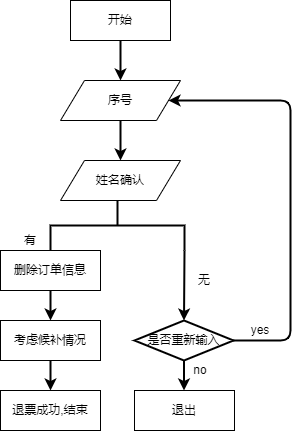 开始
序号
姓名确认
有
删除订单信息
无
考虑候补情况
是否重新输入
yes
no
退票成功,结束
退出